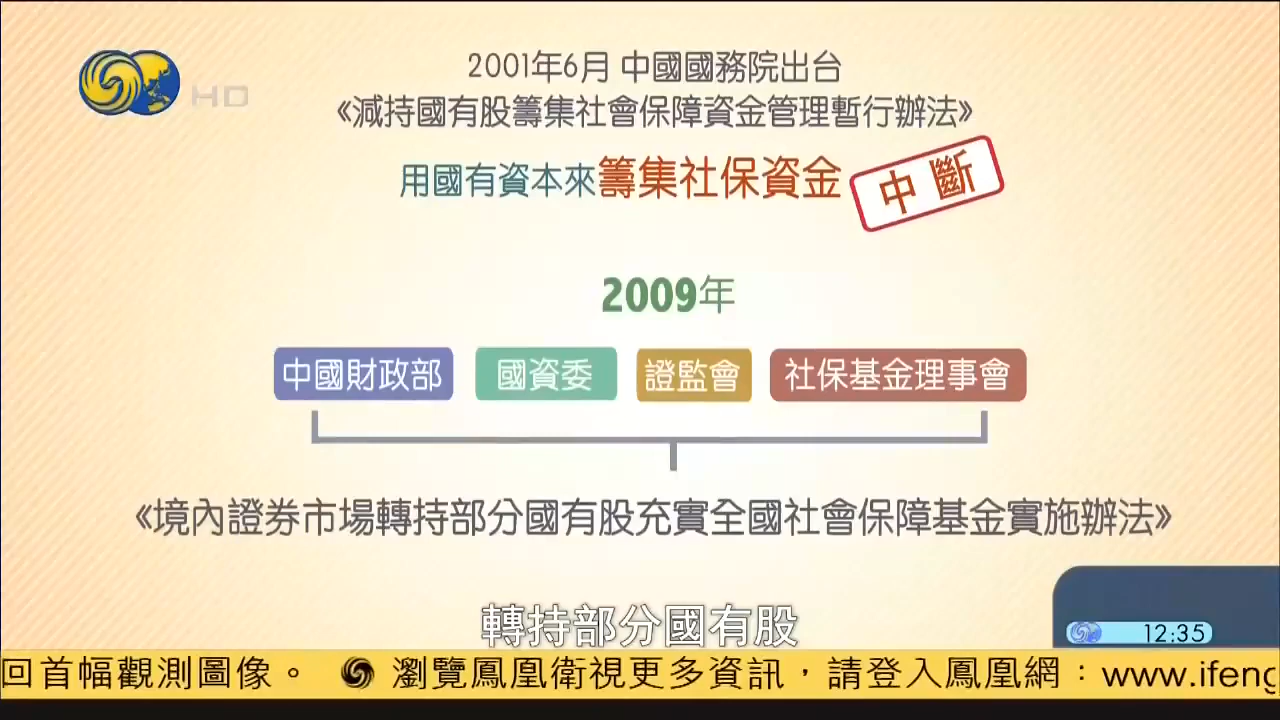 HD
2001年6月 中國國務院出台
《減持國有股籌集社會保障資金管理暫行辦法》
用國有資本來籌集社保資金
中斷
2009年
中國財政部 國資委 證監會 社保基金理事會
《境內證券市場轉持部分國有股充實全國社會保障基金實施辦法》
轉持部分國有股
12:35
回首幅觀測圖像。 瀏覽鳳凰衛視更多資訊，請登入鳳凰網：www.ifeng